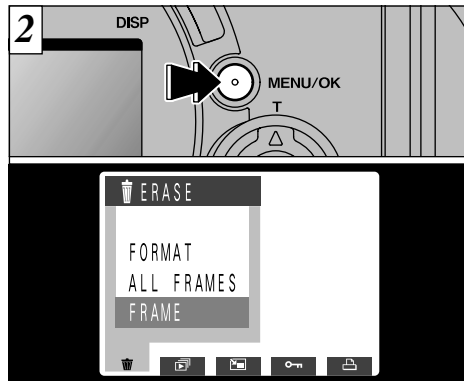 2
DISP
MENU/OK
T
ERASE
FORMAT
ALL FRAMES
FRAME